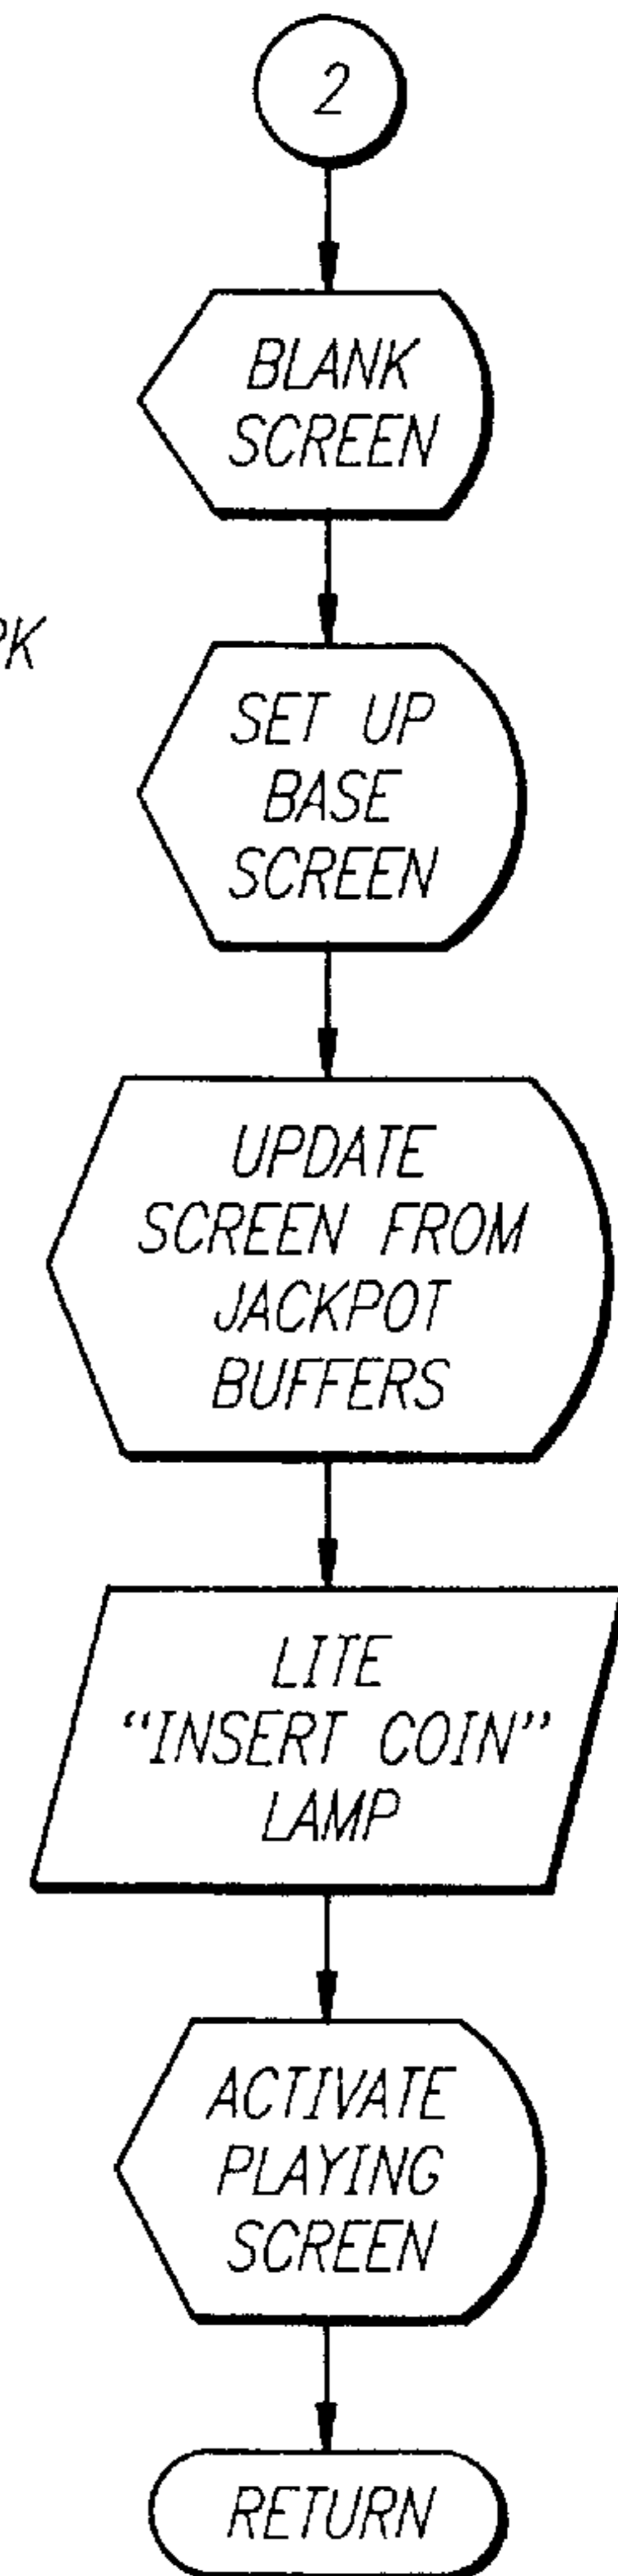 2
BLANK
SCREEN
SET UP
BASE
SCREEN
UPDATE
SCREEN FROM
JACKPOT
BUFFERS
LITE
“INSERT COIN”
LAMP
ACTIVATE
PLAYING
SCREEN
RETURN